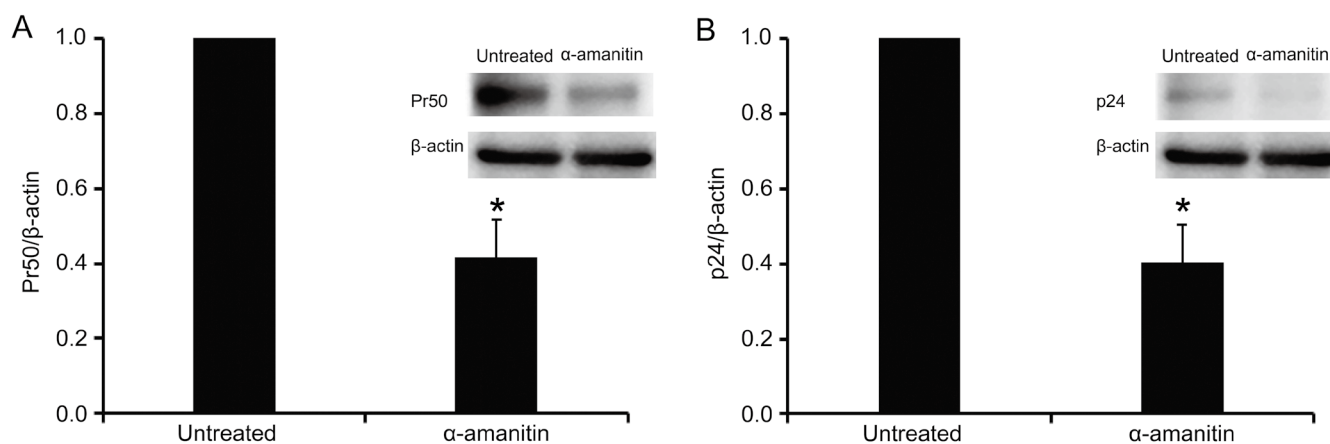 A
Pr50/β-actin
1.0
0.8
0.6
0.4
0.2
0.0
Untreated α-amanitin
Pr50
β-actin
*
Untreated α-amanitin
B
p24/β-actin
1.0
0.8
0.6
0.4
0.2
0.0
Untreated α-amanitin
p24
β-actin
*
Untreated α-amanitin